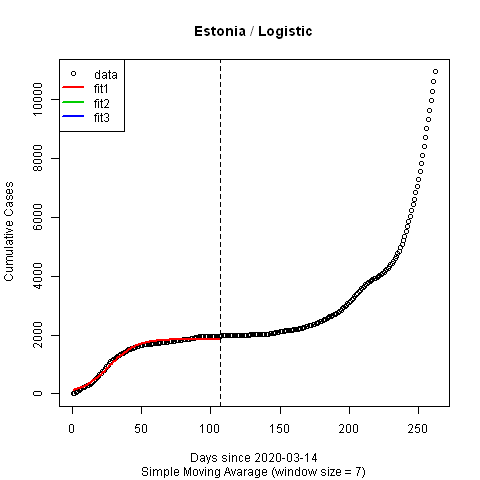 Estonia / Logistic
data
fit1
fit2
fit3
Cumulative Cases
0
2000
4000
6000
8000
10000
0 50 100 150 200 250
Days since 2020-03-14
Simple Moving Avarage (window size = 7)